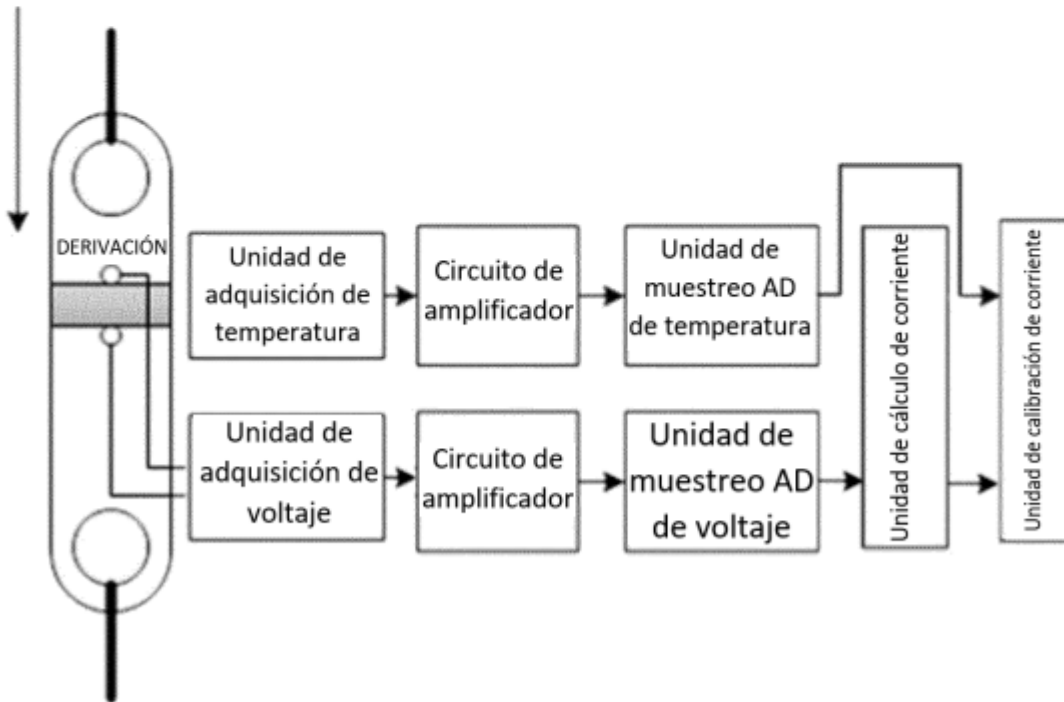 DERIVACIÓN
Unidad de
adquisición de
temperatura
Circuito de
amplificador
Unidad de
muestreo AD
de temperatura
Unidad de
adquisición de
voltaje
Circuito de
amplificador
Unidad de
muestreo AD
de voltaje
Unidad de cálculo de corriente
Unidad de calibración de corriente